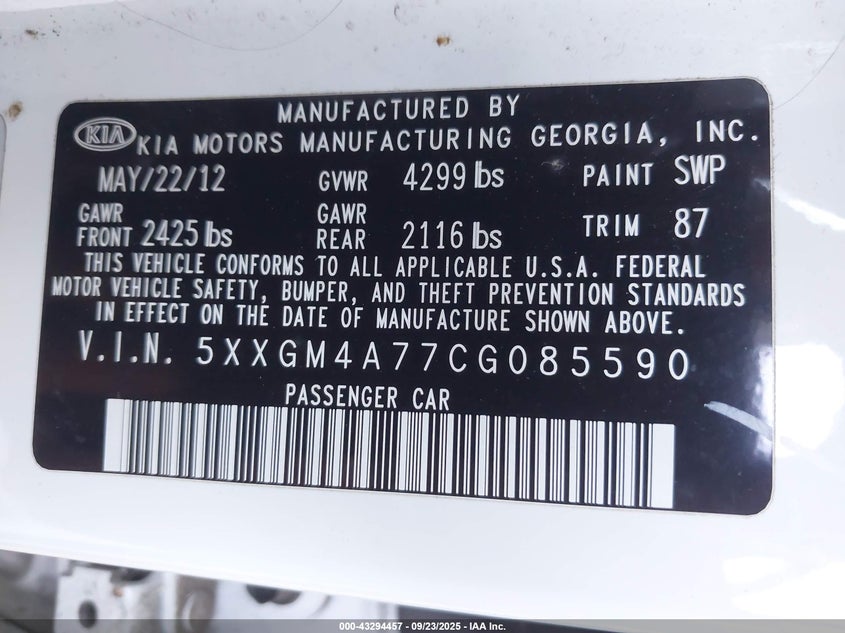 MANUFACTURED BY
KIA KIA MOTORS MANUFACTURING GEORGIA, INC.
MAY/22/12 GVWR 4299 lbs PAINT SWP
GAWR FRONT 2425 lbs GAWR REAR 2116 lbs TRIM 87
THIS VEHICLE CONFORMS TO ALL APPLICABLE U.S.A. FEDERAL
MOTOR VEHICLE SAFETY, BUMPER, AND THEFT PREVENTION STANDARDS
IN EFFECT ON THE DATE OF MANUFACTURE SHOWN ABOVE.
V.I.N. 5XXGM4A77CG085590
PASSENGER CAR
000-43294457 - 09/23/2025 - IAA Inc.